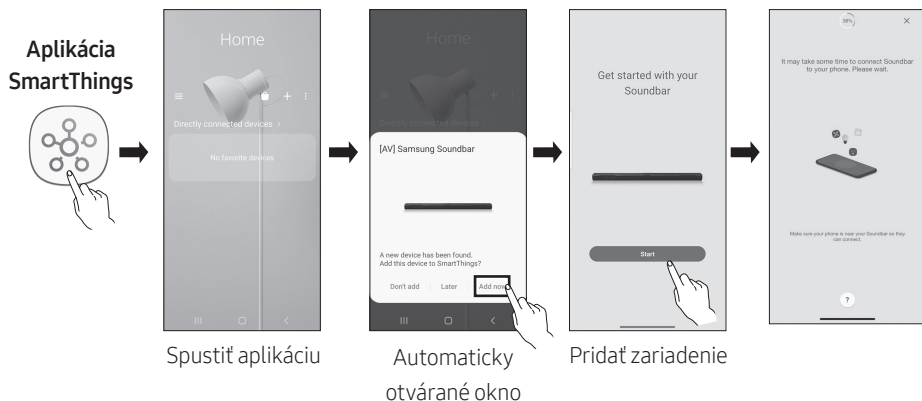 Aplikácia
SmartThings
Home
Directly connected devices >
No favorite devices
Spustiť aplikáciu
Home
Directly connected devices >
[AV] Samsung Soundbar
A new device has been found.
Add this device to SmartThings?
Don't add | Later | Add now
Automaticky
otvárané okno
Get started with your
Soundbar
Start
Pridať zariadenie
38%
It may take some time to connect Soundbar
to your phone. Please wait.
Make sure your phone is near your Soundbar so they
can connect.
?